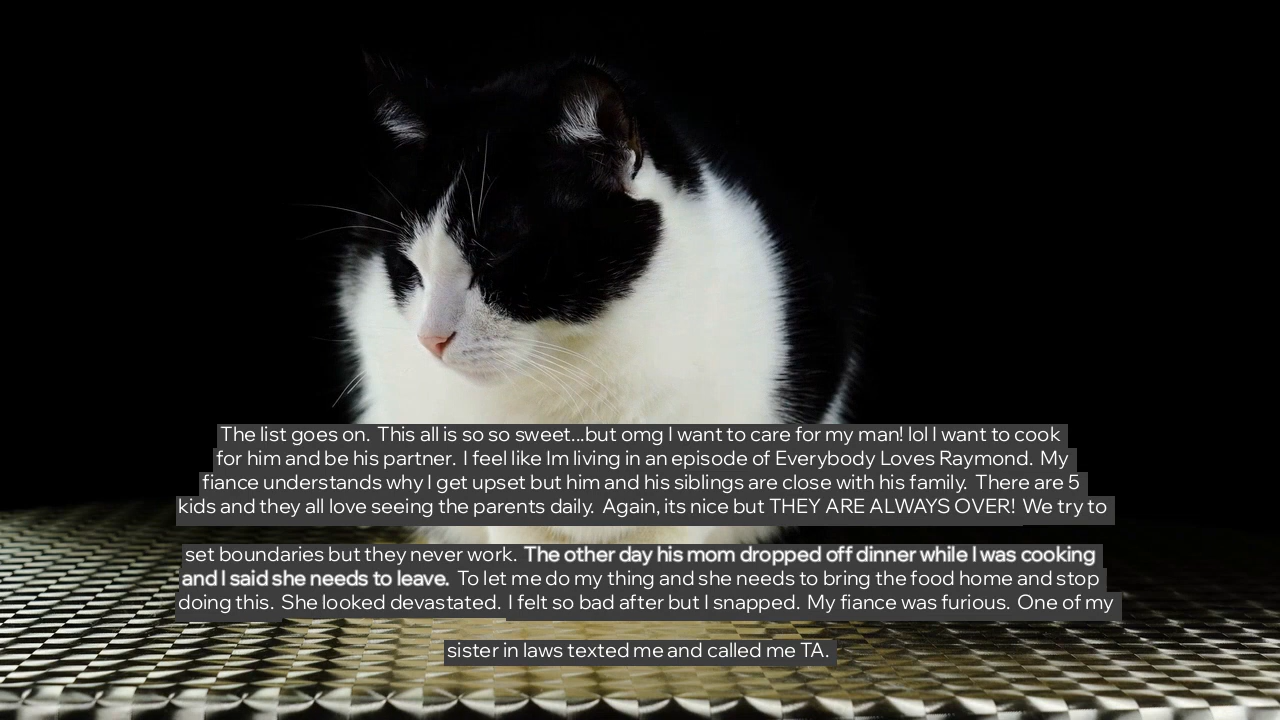 The list goes on. This all is so so sweet...but omg I want to care for my man! lol I want to cook
for him and be his partner. I feel like Im living in an episode of Everybody Loves Raymond. My
fiance understands why I get upset but him and his siblings are close with his family. There are 5
kids and they all love seeing the parents daily. Again, its nice but THEY ARE ALWAYS OVER! We try to
set boundaries but they never work. The other day his mom dropped off dinner while I was cooking
and I said she needs to leave. To let me do my thing and she needs to bring the food home and stop
doing this. She looked devastated. I felt so bad after but I snapped. My fiance was furious. One of my
sister in laws texted me and called me TA.